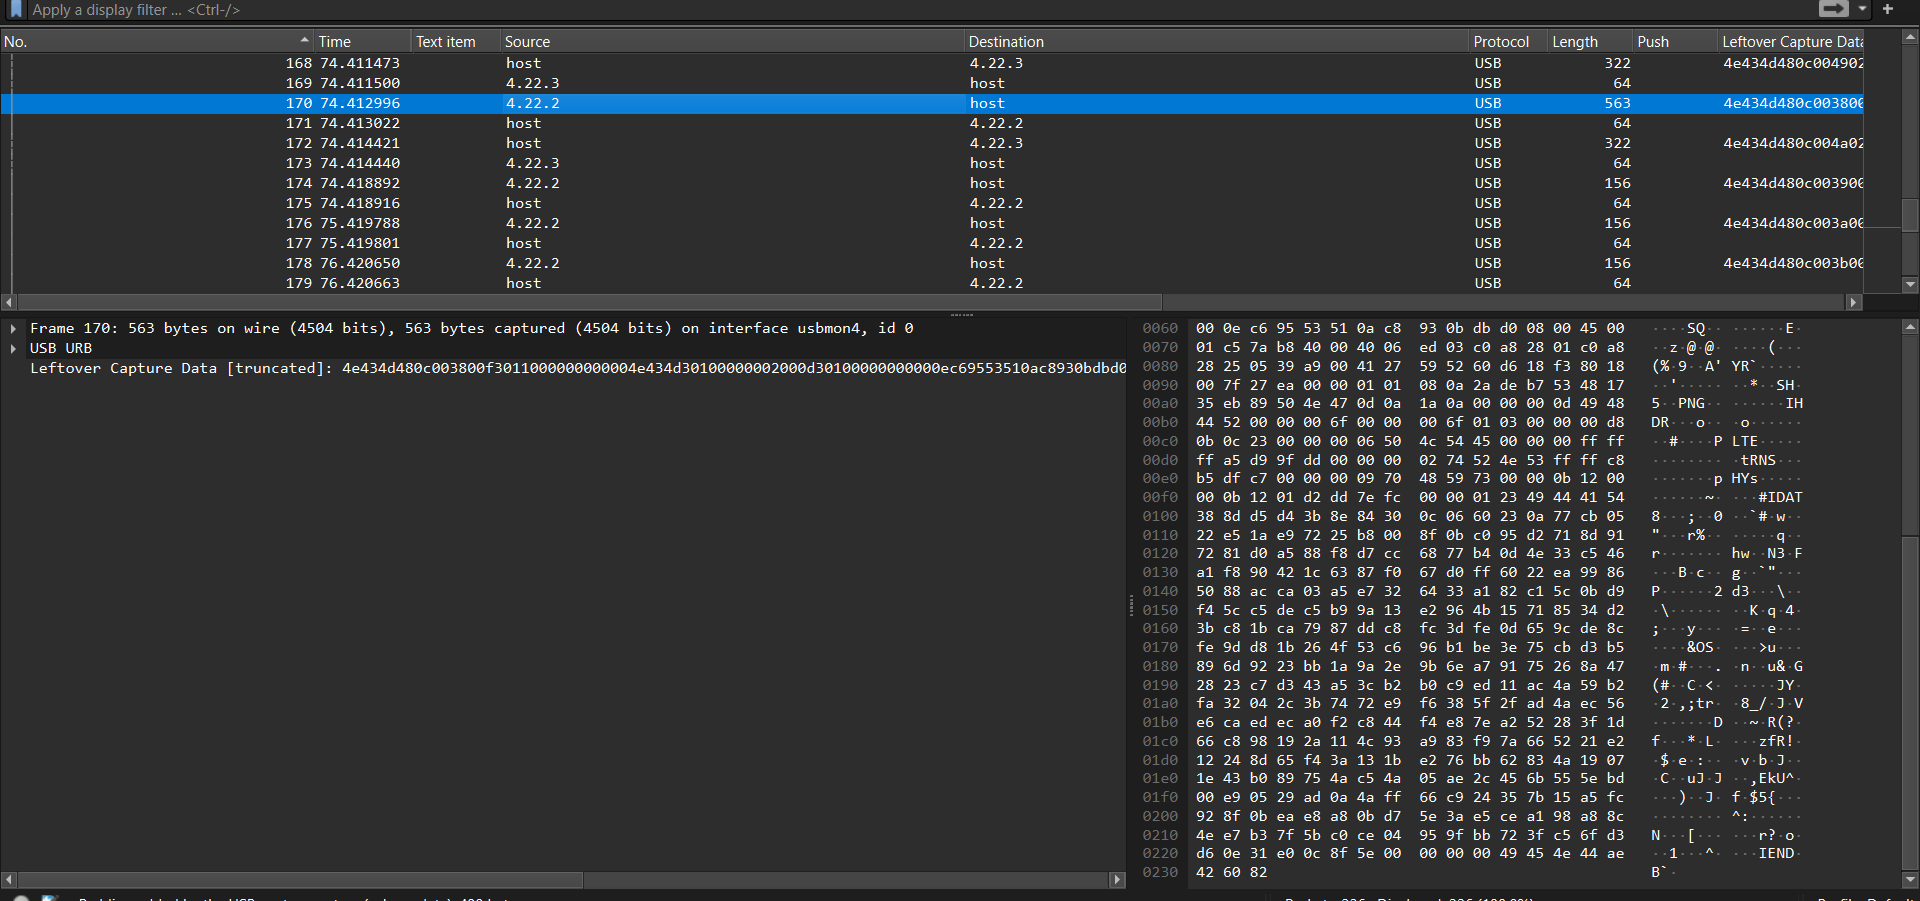 Apply a display filter ... <Ctrl-/>
No. Time Text item Source Destination Protocol Length Push Leftover Capture Data
168 74.411473 host 4.22.3 USB 322 4e434d480c004902
169 74.411500 4.22.3 host USB 64
170 74.412996 4.22.2 host USB 563 4e434d480c003800
171 74.413022 host 4.22.2 USB 64
172 74.414421 host 4.22.3 USB 322 4e434d480c004a02
173 74.414440 4.22.3 host USB 64
174 74.418892 4.22.2 host USB 156 4e434d480c003900
175 74.418916 host 4.22.2 USB 64
176 75.419788 4.22.2 host USB 156 4e434d480c003a00
177 75.419801 host 4.22.2 USB 64
178 76.420650 4.22.2 host USB 156 4e434d480c003b00
179 76.420663 host 4.22.2 USB 64
Frame 170: 563 bytes on wire (4504 bits), 563 bytes captured (4504 bits) on interface usbmon4, id 0
USB URB
Leftover Capture Data [truncated]: 4e434d480c003800f3011000000000004e434d30100000002000d30100000000000ec69553510ac8930bdbd0
0060 00 0e c6 95 53 51 0a c8 93 0b db d0 08 00 45 00 ····SQ·· ······E·
0070 01 c5 7a b8 40 00 40 06 ed 03 c0 a8 28 01 c0 a8 ··z·@·@· ····(···
0080 28 25 05 39 a9 00 41 27 59 52 60 d6 18 f3 80 18 (%·9··A' YR`·····
0090 00 7f 27 ea 00 00 01 01 08 0a 2a de b7 53 48 17 ··'····· ··*··SH·
00a0 35 eb 89 50 4e 47 0d 0a 1a 0a 00 00 00 0d 49 48 5··PNG·· ······IH
00b0 44 52 00 00 00 6f 00 00 00 6f 01 03 00 00 00 d8 DR···o·· ·o······
00c0 0b 0c 23 00 00 00 06 50 4c 54 45 00 00 00 ff ff ··#····P LTE·····
00d0 ff a5 d9 9f dd 00 00 00 02 74 52 4e 53 ff ff c8 ········ ·tRNS···
00e0 b5 df c7 00 00 00 09 70 48 59 73 00 00 0b 12 00 ·······p HYs·····
00f0 00 0b 12 01 d2 dd 7e fc 00 00 01 23 49 44 41 54 ······~· ···#IDAT
0100 38 8d d5 d4 3b 8e 84 30 0c 06 60 23 0a 77 cb 05 8···;··0 ··`#·w··
0110 22 e5 1a e9 72 25 b8 00 8f 0b c0 95 d2 71 8d 91 "···r%·· ·····q··
0120 72 81 d0 a5 88 f8 d7 cc 68 77 b4 0d 4e 33 c5 46 r······· hw··N3·F
0130 a1 f8 90 42 1c 63 87 f0 67 d0 ff 60 22 ea 99 86 ···B·c·· g··`"···
0140 50 88 ac ca 03 a5 e7 32 64 33 a1 82 c1 5c 0b d9 P······2 d3···\··
0150 f4 5c c5 de c5 b9 9a 13 e2 96 4b 15 71 85 34 d2 ·\······ ··K·q·4·
0160 3b c8 1b ca 79 87 dd c8 fc 3d fe 0d 65 9c de 8c ;···y··· ·=··e···
0170 fe 9d d8 1b 26 4f 53 c6 96 b1 be 3e 75 cb d3 b5 ····&OS· ···>u···
0180 89 6d 92 23 bb 1a 9a 2e 9b 6e a7 91 75 26 8a 47 ·m·#···. ·n··u&·G
0190 28 23 c7 d3 43 a5 3c b2 b0 c9 ed 11 ac 4a 59 b2 (#··C·<· ·····JY·
01a0 fa 32 04 2c 3b 74 72 e9 f6 38 5f 2f ad 4a ec 56 ·2·,;tr· ·8_/·J·V
01b0 e6 ca ed ec a0 f2 c8 44 f4 e8 7e a2 52 28 3f 1d ·······D ··~·R(?·
01c0 66 c8 98 19 2a 11 4c 93 a9 83 f9 7a 66 52 21 e2 f···*·L· ···zfR!·
01d0 12 24 8d 65 f4 3a 13 1b e2 76 bb 62 83 4a 19 07 ·$·e·:·· ·v·b·J··
01e0 1e 43 b0 89 75 4a c5 4a 05 ae 2c 45 6b 55 5e bd ·C··uJ·J ··,EkU^·
01f0 00 e9 05 29 ad 0a 4a ff 66 c9 24 35 7b 15 a5 fc ···)··J· f·$5{···
0200 92 8f 0b ea e8 a8 0b d7 5e 3a e5 ce a1 98 a8 8c ········ ^:······
0210 4e e7 b3 7f 5b c0 ce 04 95 9f bb 72 3f c5 6f d3 N···[··· ···r?·o·
0220 d6 0e 31 e0 0c 8f 5e 00 00 00 00 49 45 4e 44 ae ··1···^· ···IEND·
0230 42 60 82 B`·